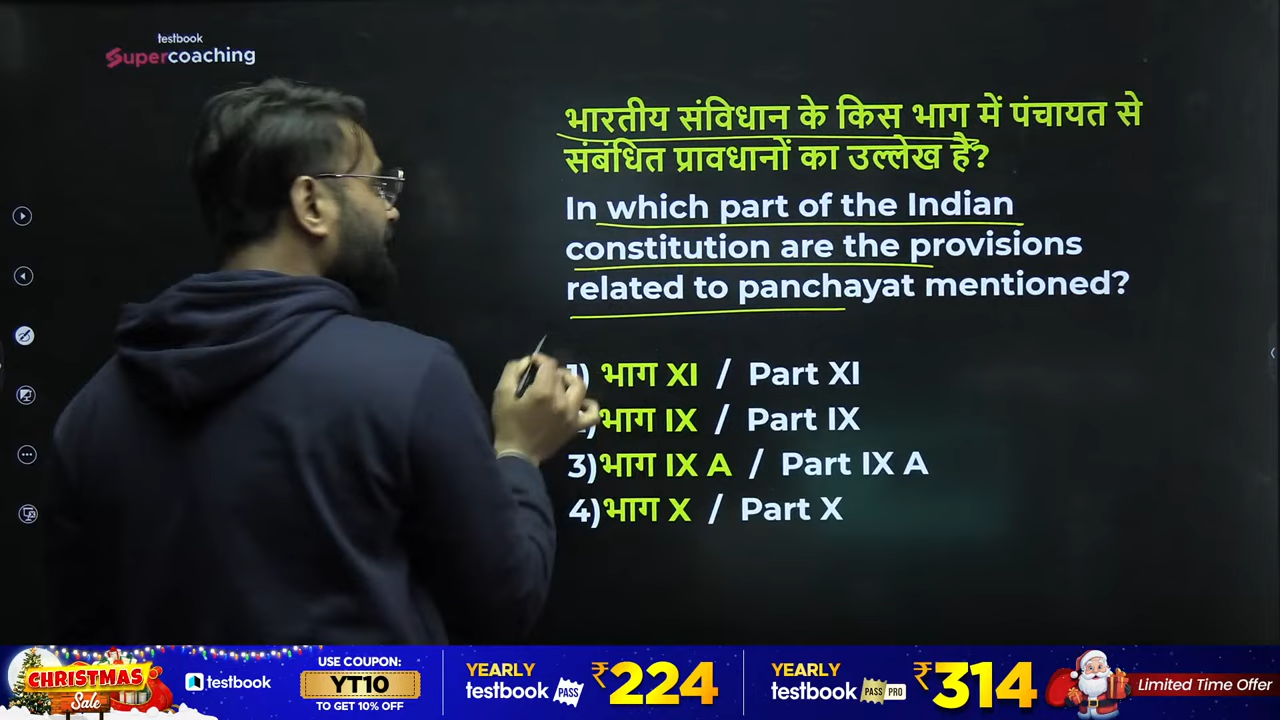 testbook
Supercoaching
भारतीय संविधान के किस भाग में पंचायत से
संबंधित प्रावधानों का उल्लेख हैं?
In which part of the Indian
constitution are the provisions
related to panchayat mentioned?
1) भाग XI / Part XI
2)भाग IX / Part IX
3)भाग IX A / Part IX A
4)भाग X / Part X
CHRISTMAS
Sale
testbook
USE COUPON:
YT10
TO GET 10% OFF
YEARLY
testbook PASS
₹224
YEARLY
testbook PASS PRO
₹314
Limited Time Offer